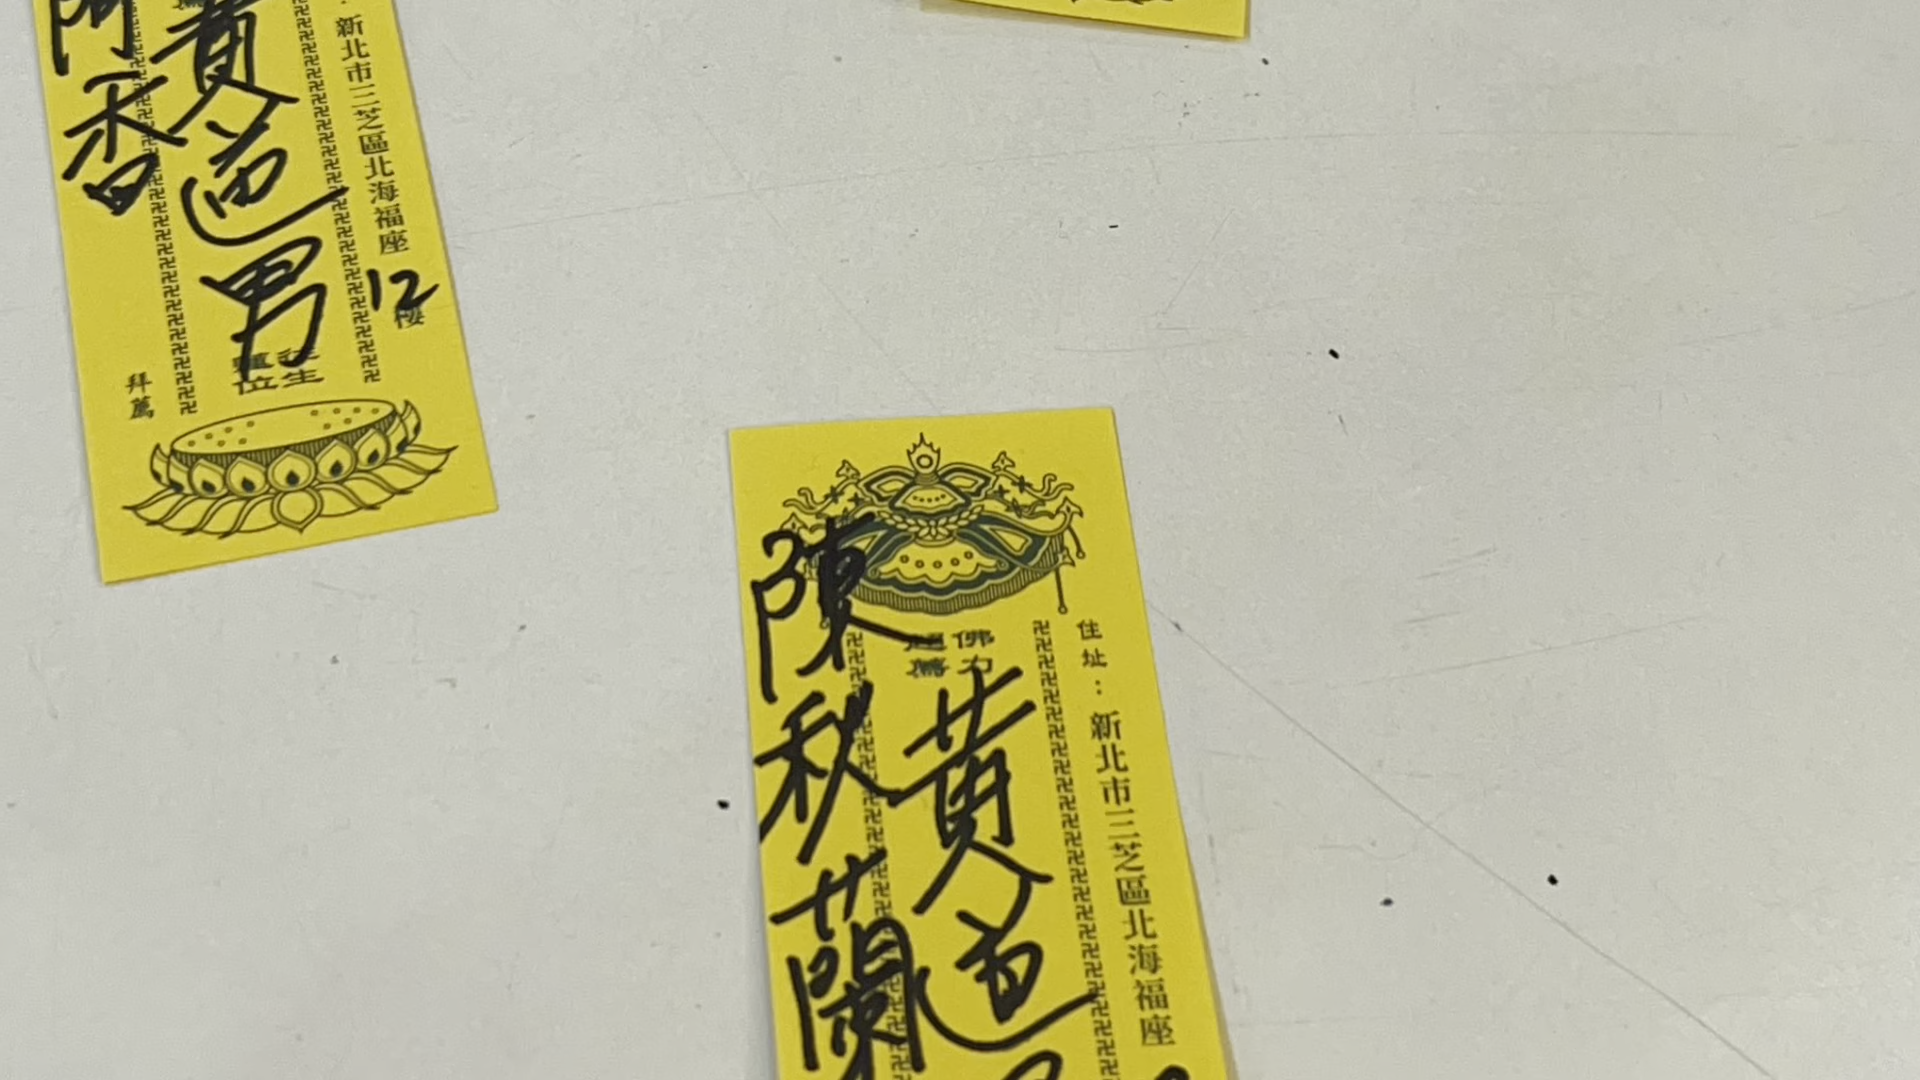 新北市三芝區北海福座
12樓
黃道男
往生
蓮位
阿香
拜薦
住址：新北市三芝區北海福座
佛力
超薦
黃道
陳秋蘭